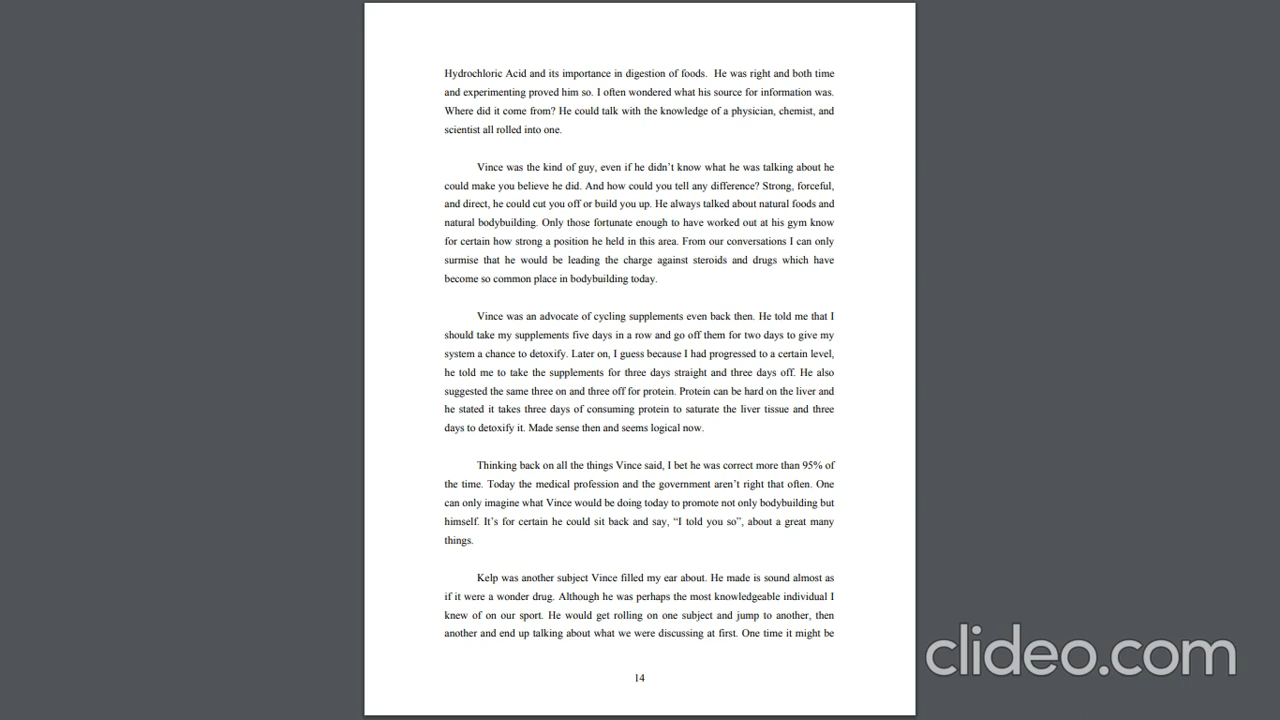 Hydrochloric Acid and its importance in digestion of foods.  He was right and both time
and experimenting proved him so. I often wondered what his source for information was.
Where did it come from? He could talk with the knowledge of a physician, chemist, and
scientist all rolled into one.
Vince was the kind of guy, even if he didn’t know what he was talking about he
could make you believe he did. And how could you tell any difference? Strong, forceful,
and direct, he could cut you off or build you up. He always talked about natural foods and
natural bodybuilding. Only those fortunate enough to have worked out at his gym know
for certain how strong a position he held in this area. From our conversations I can only
surmise that he would be leading the charge against steroids and drugs which have
become so common place in bodybuilding today.
Vince was an advocate of cycling supplements even back then. He told me that I
should take my supplements five days in a row and go off them for two days to give my
system a chance to detoxify. Later on, I guess because I had progressed to a certain level,
he told me to take the supplements for three days straight and three days off. He also
suggested the same three on and three off for protein. Protein can be hard on the liver and
he stated it takes three days of consuming protein to saturate the liver tissue and three
days to detoxify it. Made sense then and seems logical now.
Thinking back on all the things Vince said, I bet he was correct more than 95% of
the time. Today the medical profession and the government aren’t right that often. One
can only imagine what Vince would be doing today to promote not only bodybuilding but
himself. It’s for certain he could sit back and say, “I told you so”, about a great many
things.
Kelp was another subject Vince filled my ear about. He made is sound almost as
if it were a wonder drug. Although he was perhaps the most knowledgeable individual I
knew of on our sport. He would get rolling on one subject and jump to another, then
another and end up talking about what we were discussing at first. One time it might be
14
clideo.com